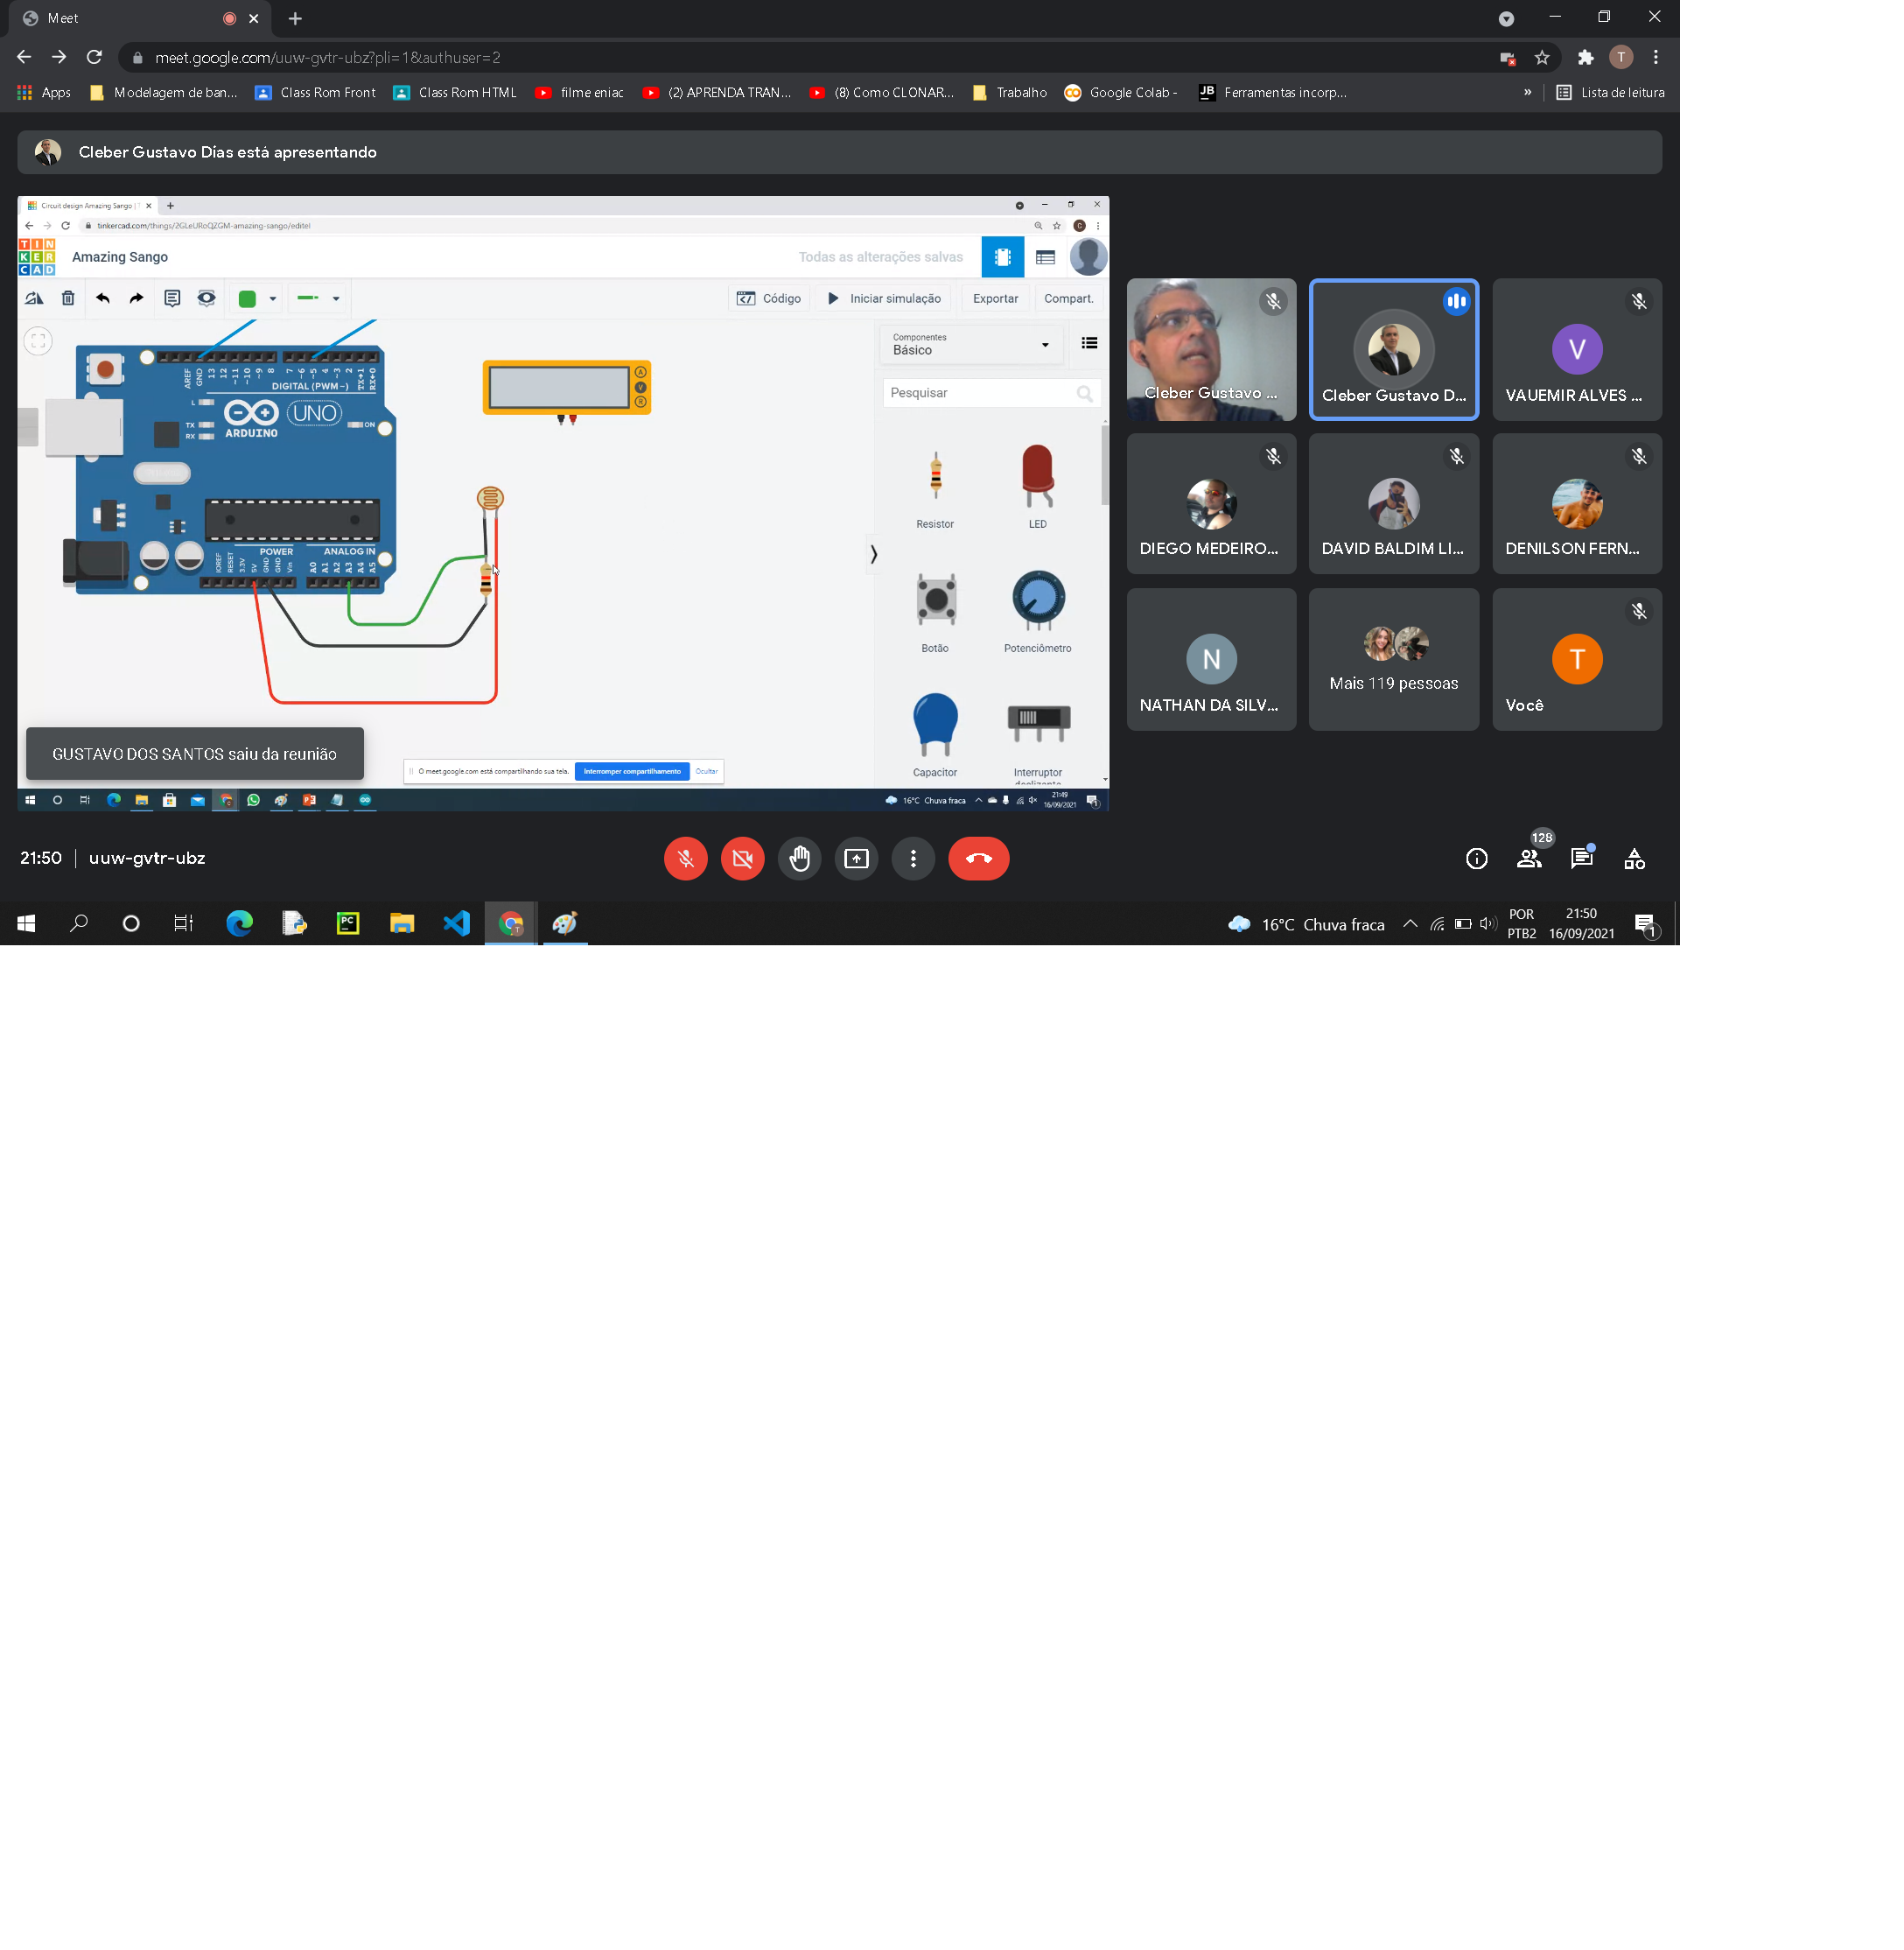 Meet
meet.google.com/uuw-gvtr-ubz?pli=1&authuser=2
T
Apps
Modelagem de ban...
Class Rom Front
Class Rom HTML
filme eniac
(2) APRENDA TRAN...
(8) Como CLONAR...
Trabalho
Google Colab -
JB
Ferramentas incorp...
»
Lista de leitura
Cleber Gustavo Dias está apresentando
Circuit design Amazing Sango |
tinkercad.com/things/2GLeURoQZGM-amazing-sango/editel
TIN
KER
CAD
Amazing Sango
Todas as alterações salvas
Código
Iniciar simulação
Exportar
Compart.
Componentes
Básico
Pesquisar
AREF
GND
13
12
~11
~10
~9
8
7
~6
~5
4
~3
2
TX→1
RX←0
DIGITAL (PWM~)
L
TX
RX
UNO
ARDUINO
ON
A
V
R
POWER
ANALOG IN
IOREF
RESET
3.3V
5V
GND
GND
Vin
A0
A1
A2
A3
A4
A5
Resistor
LED
Botão
Potenciômetro
Capacitor
Interruptor
deslizante
GUSTAVO DOS SANTOS saiu da reunião
O meet.google.com está compartilhando sua tela.
Interromper compartilhamento
Ocultar
16°C Chuva fraca
21:49
16/09/2021
Cleber Gustavo ...
Cleber Gustavo D...
V
VAUEMIR ALVES ...
DIEGO MEDEIRO...
DAVID BALDIM LI...
DENILSON FERN...
N
NATHAN DA SILV...
Mais 119 pessoas
T
Você
21:50
uuw-gvtr-ubz
128
PC
16°C Chuva fraca
POR
PTB2
21:50
16/09/2021
1